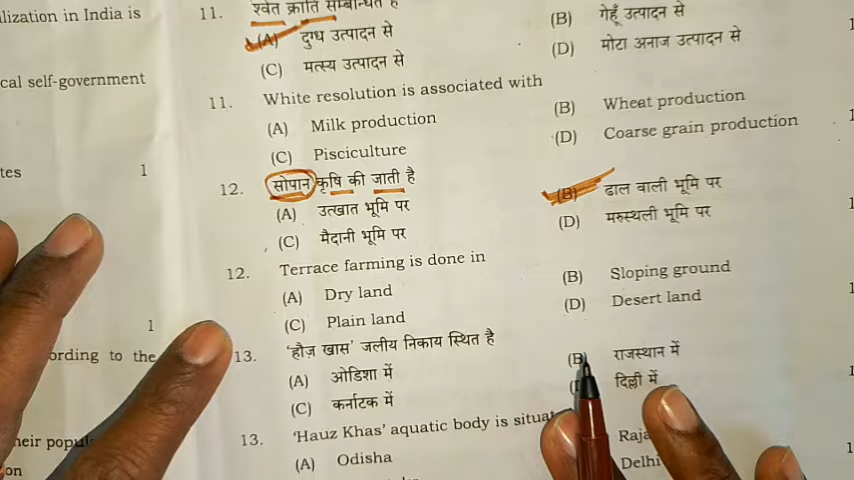 lization in India is
11. श्वेत क्रांति सम्बन्धित है
(A) दुग्ध उत्पादन से (B) गेहूँ उत्पादन से
(C) मत्स्य उत्पादन से (D) मोटा अनाज उत्पादन से
cal self-government
11. White resolution is associated with
(A) Milk production (B) Wheat production
(C) Pisciculture (D) Coarse grain production
tes 1
12. सोपान कृषि की जाती है
(A) उत्खात भूमि पर (B) ढाल वाली भूमि पर
(C) मैदानी भूमि पर (D) मरुस्थली भूमि पर
12. Terrace farming is done in
(A) Dry land (B) Sloping ground
(C) Plain land (D) Desert land
1
ording to the
13. 'हौज़ खास' जलीय निकाय स्थित है
(A) ओडिशा में (B) राजस्थान में
(C) कर्नाटक में दिल्ली में
13. 'Hauz Khas' aquatic body is situat
heir popul
(A) Odisha Raja
on Delhi